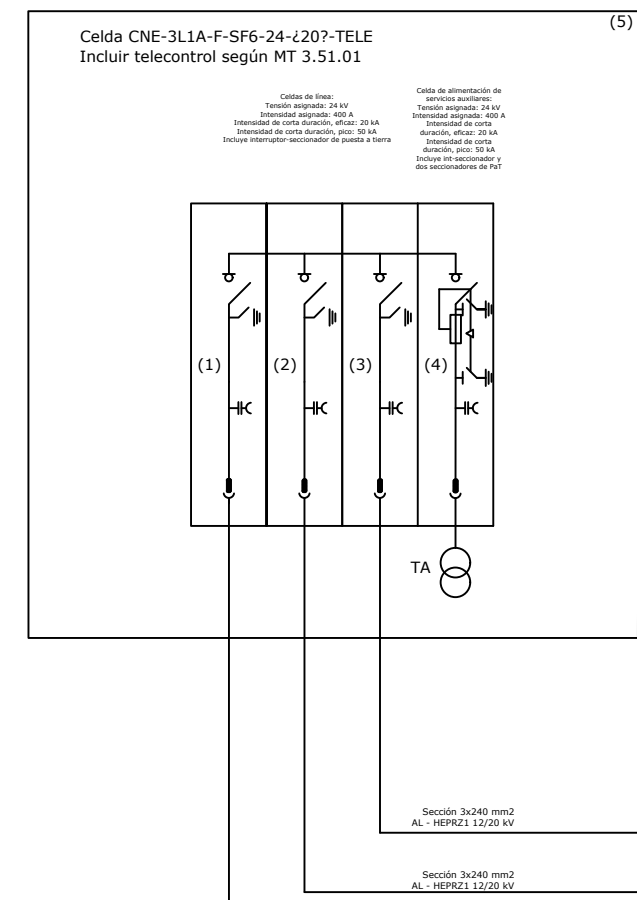 (5)
Celda CNE-3L1A-F-SF6-24-¿20?-TELE
Incluir telecontrol según MT 3.51.01
Celdas de línea:
Tensión asignada: 24 kV
Intensidad asignada: 400 A
Intensidad de corta duración, eficaz: 20 kA
Intensidad de corta duración, pico: 50 kA
Incluye interruptor-seccionador de puesta a tierra
Celda de alimentación de
servicios auxiliares:
Tensión asignada: 24 kV
Intensidad asignada: 400 A
Intensidad de corta
duración, eficaz: 20 kA
Intensidad de corta
duración, pico: 50 kA
Incluye int-seccionador y
dos seccionadores de PaT
(1)
(2)
(3)
(4)
TA
Sección 3x240 mm2
AL - HEPRZ1 12/20 kV
Sección 3x240 mm2
AL - HEPRZ1 12/20 kV